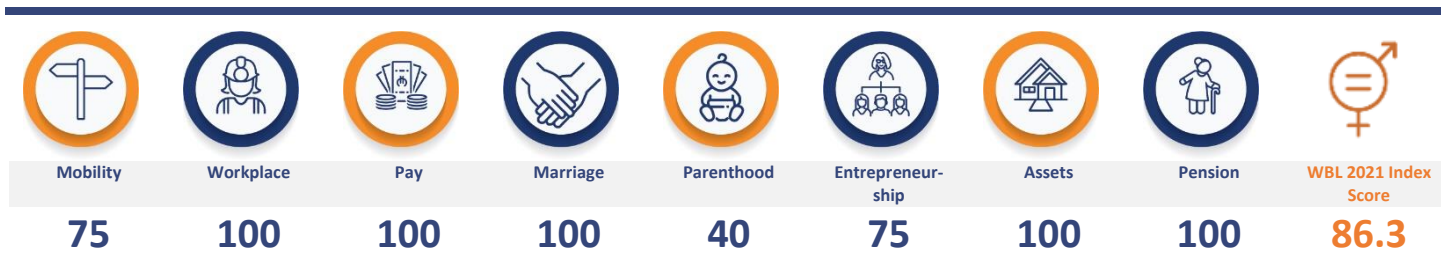 Mobility
Workplace
Pay
Marriage
Parenthood
Entrepreneur-
ship
Assets
Pension
WBL 2021 Index
Score
75
100
100
100
40
75
100
100
86.3